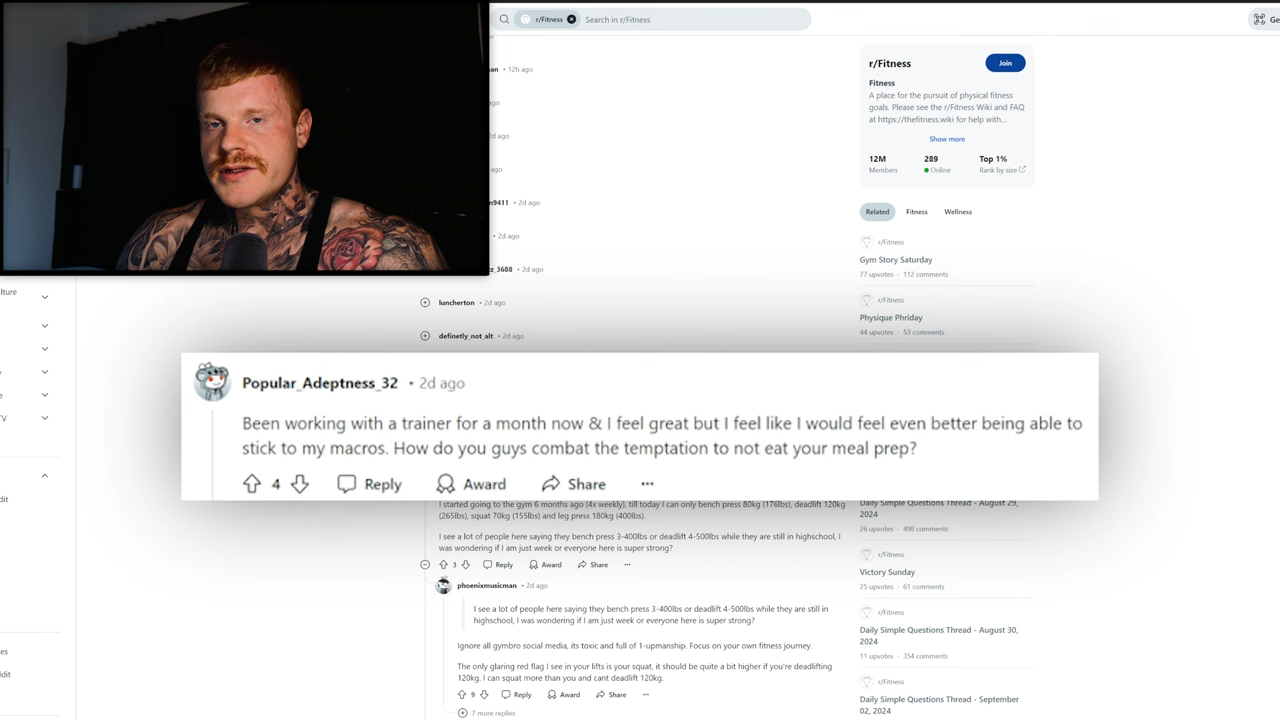 r/Fitness
Search in r/Fitness
Ge
an • 12h ago
go
2d ago
ago
n9411 • 2d ago
• 2d ago
zz_3688 • 2d ago
luncherton • 2d ago
definetly_not_alt • 2d ago
lture
TV
dit
es
ddit
Popular_Adeptness_32 • 2d ago
Been working with a trainer for a month now & I feel great but I feel like I would feel even better being able to
stick to my macros. How do you guys combat the temptation to not eat your meal prep?
4 Reply Award Share ...
I started going to the gym 6 months ago (4x weekly), till today I can only bench press 80kg (176lbs), deadlift 120kg
(265lbs), squat 70kg (155lbs) and leg press 180kg (400lbs).
I see a lot of people here saying they bench press 3-400lbs or deadlift 4-500lbs while they are still in highschool, I
was wondering if I am just week or everyone here is super strong?
3 Reply Award Share ...
phoenixmusicman • 2d ago
I see a lot of people here saying they bench press 3-400lbs or deadlift 4-500lbs while they are still in
highschool, I was wondering if I am just week or everyone here is super strong?
Ignore all gymbro social media, its toxic and full of 1-upmanship. Focus on your own fitness journey.
The only glaring red flag I see in your lifts is your squat, it should be quite a bit higher if you're deadlifting
120kg. I can squat more than you and cant deadlift 120kg.
9 Reply Award Share ...
7 more replies
r/Fitness
Join
Fitness
A place for the pursuit of physical fitness
goals. Please see the r/Fitness Wiki and FAQ
at https://thefitness.wiki for help with...
Show more
12M 289 Top 1%
Members Online Rank by size
Related Fitness Wellness
r/Fitness
Gym Story Saturday
77 upvotes · 112 comments
r/Fitness
Physique Phriday
44 upvotes · 53 comments
Daily Simple Questions Thread - August 29,
2024
26 upvotes · 498 comments
r/Fitness
Victory Sunday
25 upvotes · 61 comments
r/Fitness
Daily Simple Questions Thread - August 30,
2024
11 upvotes · 354 comments
r/Fitness
Daily Simple Questions Thread - September
02, 2024